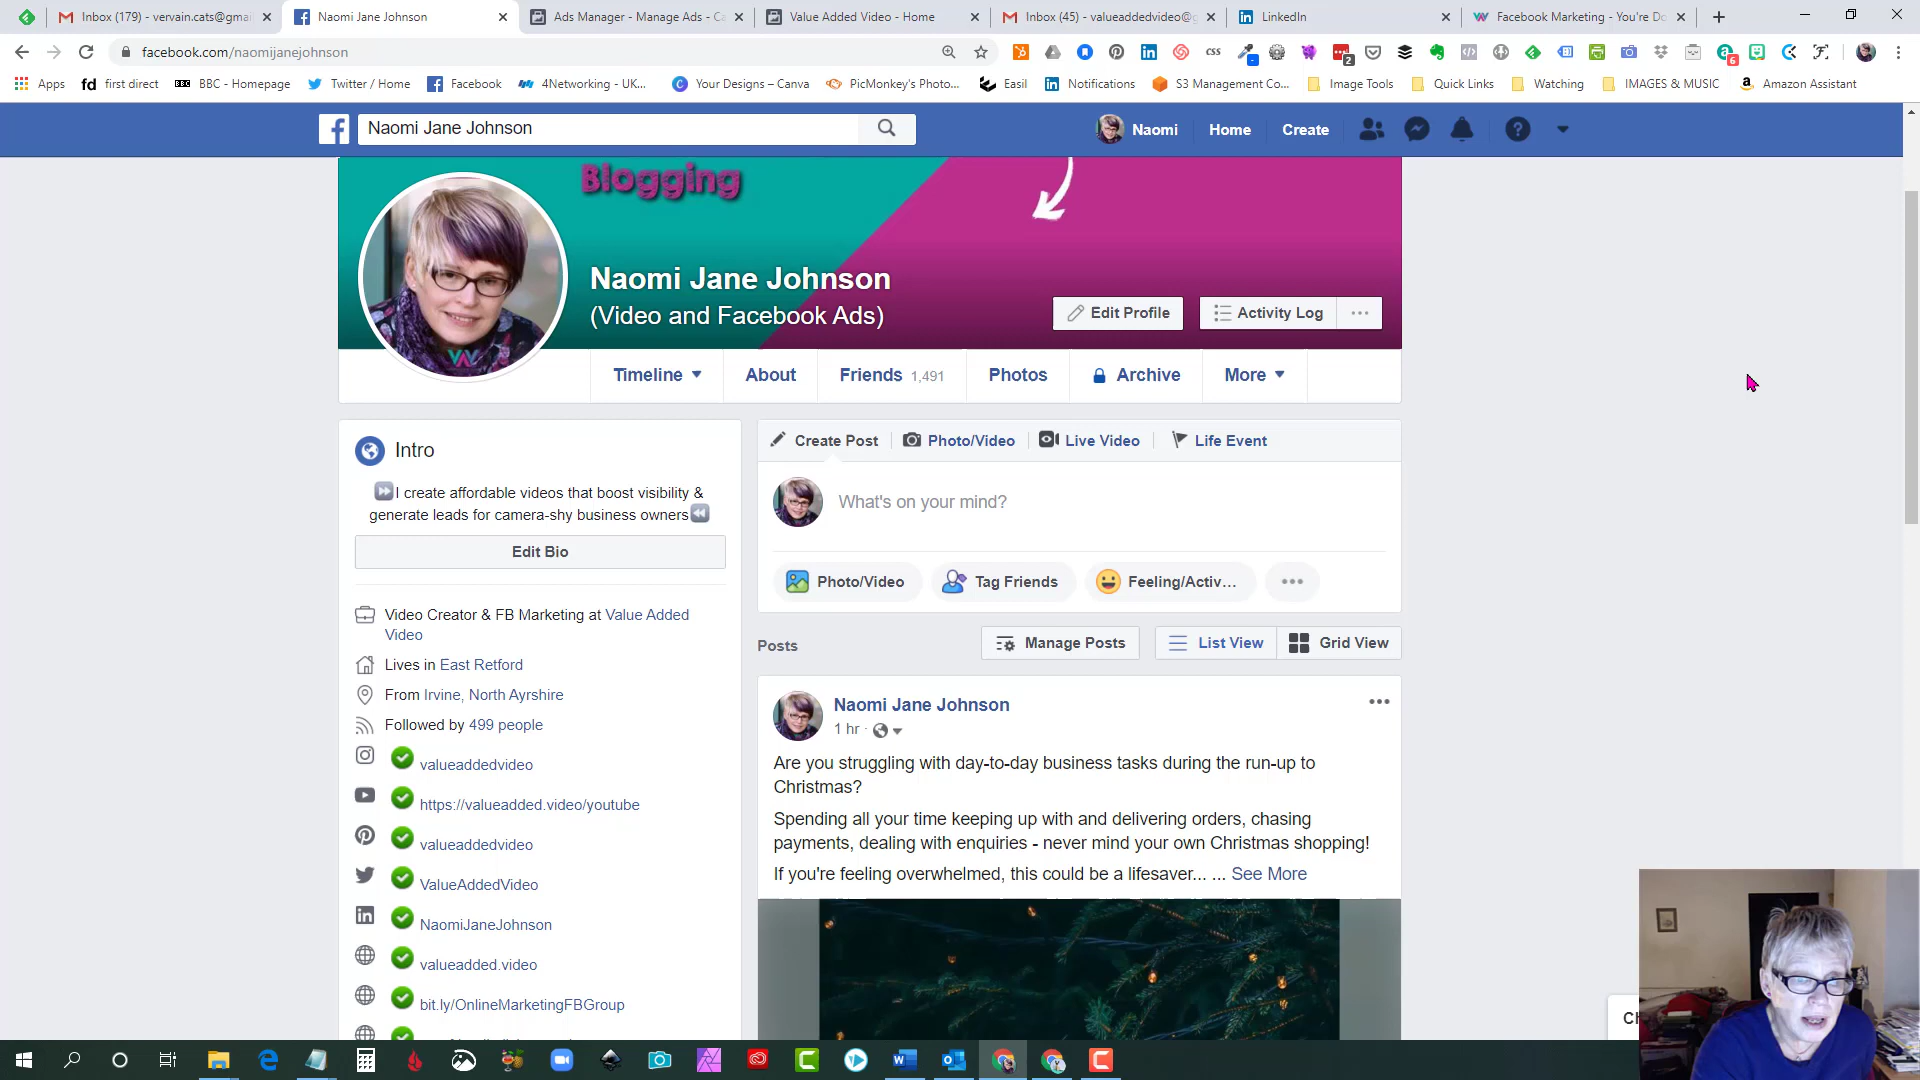 Inbox (179) - vervain.cats@gmai
Naomi Jane Johnson
Ads Manager - Manage Ads - Ca
Value Added Video - Home
Inbox (45) - valueaddedvideo@g
LinkedIn
Facebook Marketing - You're Do
facebook.com/naomijanejohnson
Apps
fd first direct
BBC - Homepage
Twitter / Home
Facebook
4Networking - UK...
Your Designs – Canva
PicMonkey's Photo...
Easil
Notifications
S3 Management Co...
Image Tools
Quick Links
Watching
IMAGES & MUSIC
Amazon Assistant
Naomi Jane Johnson
Naomi
Home
Create
Blogging
Naomi Jane Johnson
(Video and Facebook Ads)
Edit Profile
Activity Log
Timeline
About
Friends 1,491
Photos
Archive
More
Intro
I create affordable videos that boost visibility &
generate leads for camera-shy business owners
Edit Bio
Video Creator & FB Marketing at Value Added
Video
Lives in East Retford
From Irvine, North Ayrshire
Followed by 499 people
valueaddedvideo
https://valueadded.video/youtube
valueaddedvideo
ValueAddedVideo
NaomiJaneJohnson
valueadded.video
bit.ly/OnlineMarketingFBGroup
Create Post
Photo/Video
Live Video
Life Event
What's on your mind?
Photo/Video
Tag Friends
Feeling/Activ...
Posts
Manage Posts
List View
Grid View
Naomi Jane Johnson
1 hr ·
Are you struggling with day-to-day business tasks during the run-up to
Christmas?
Spending all your time keeping up with and delivering orders, chasing
payments, dealing with enquiries - never mind your own Christmas shopping!
If you're feeling overwhelmed, this could be a lifesaver... ... See More